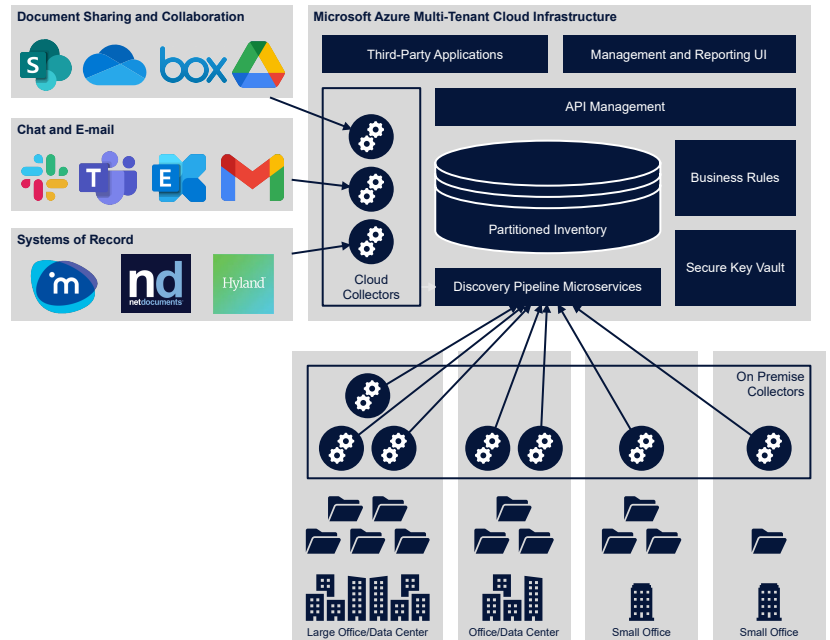 Document Sharing and Collaboration
S
box
Chat and E-mail
T
E
Systems of Record
im
nd
netdocuments
Hyland
Microsoft Azure Multi-Tenant Cloud Infrastructure
Third-Party Applications
Management and Reporting UI
API Management
Partitioned Inventory
Business Rules
Secure Key Vault
Cloud
Collectors
Discovery Pipeline Microservices
On Premise
Collectors
Large Office/Data Center
Office/Data Center
Small Office
Small Office